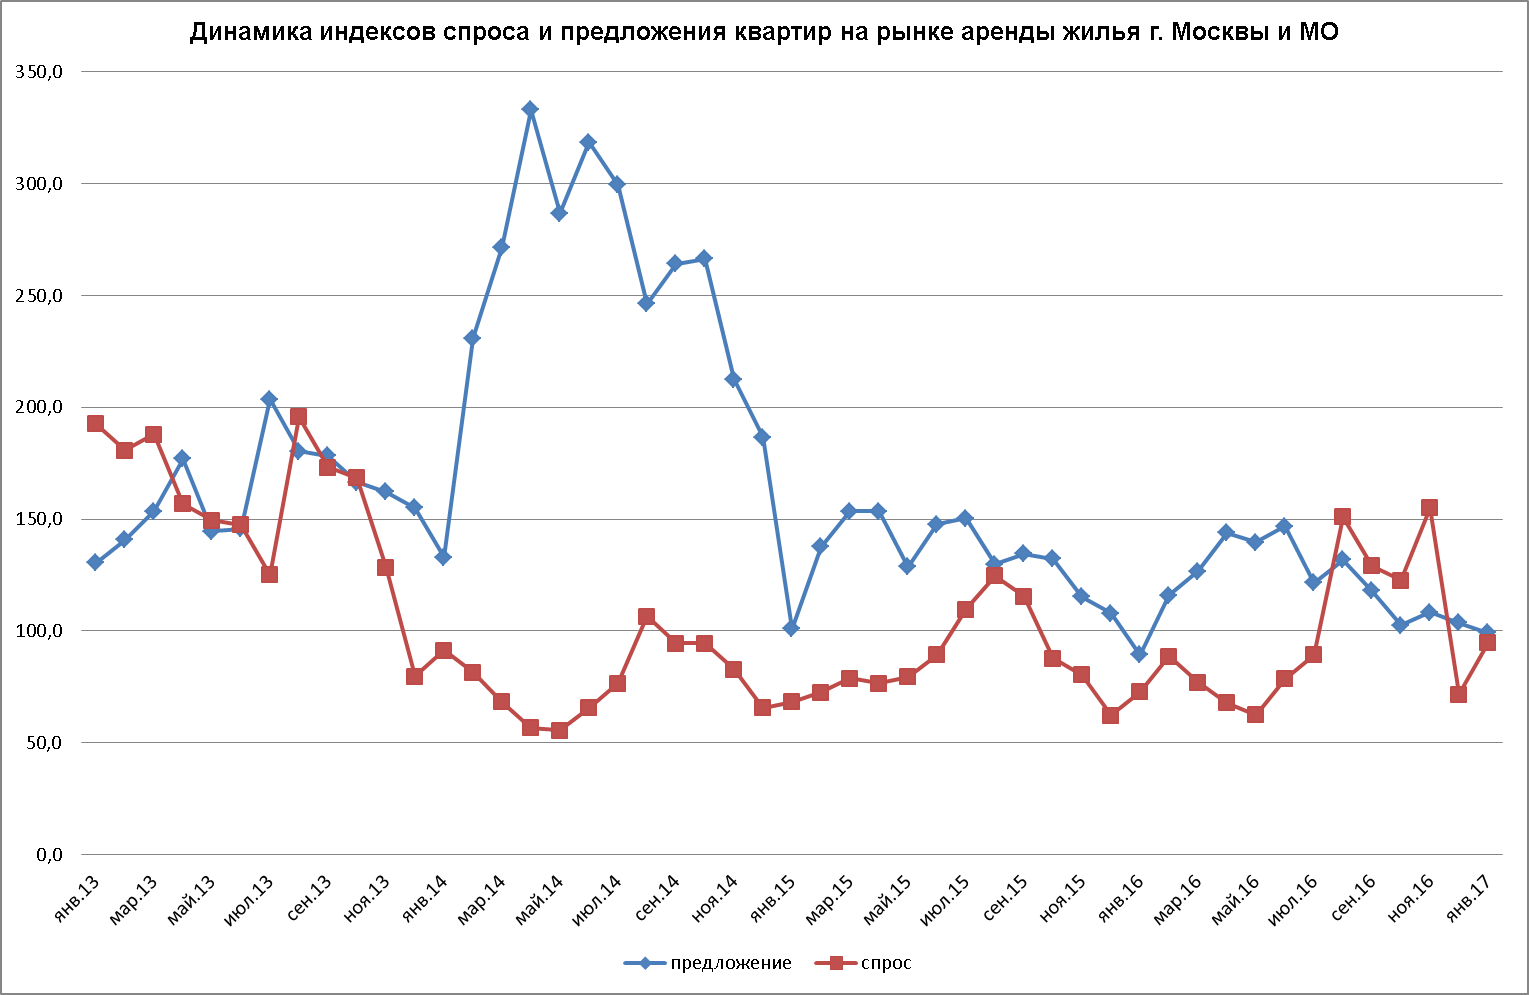 Динамика индексов спроса и предложения квартир на рынке аренды жилья г. Москвы и МО
350,0
300,0
250,0
200,0
150,0
100,0
50,0
0,0
янв.13
мар.13
май.13
июл.13
сен.13
ноя.13
янв.14
мар.14
май.14
июл.14
сен.14
ноя.14
янв.15
мар.15
май.15
июл.15
сен.15
ноя.15
янв.16
мар.16
май.16
июл.16
сен.16
ноя.16
янв.17
предложение
спрос